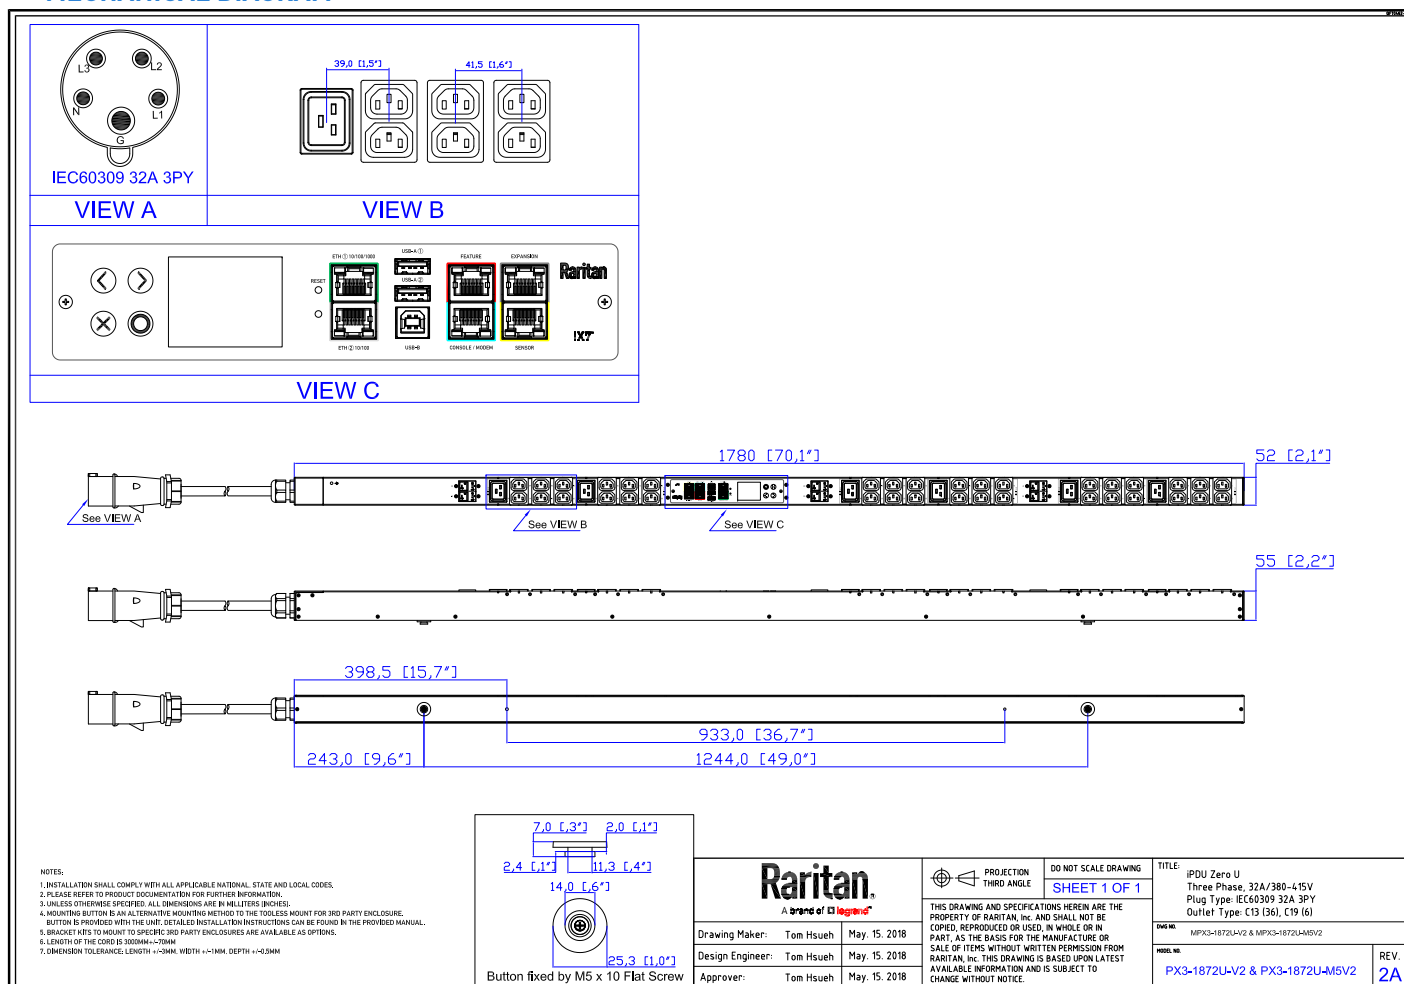 L3
L2
N
L1
G
IEC60309 32A 3PY
39,0 [1,5"]
41,5 [1,6"]
VIEW A
VIEW B
ETH ① 10/100/1000
USB-A ①
FEATURE
EXPANSION
Raritan
RESET
USB-A ②
ETH ② 10/100
USB-B
CONSOLE / MODEM
SENSOR
VIEW C
1780 [70,1"]
52 [2,1"]
See VIEW A
See VIEW B
See VIEW C
55 [2,2"]
398,5 [15,7"]
933,0 [36,7"]
243,0 [9,6"]
1244,0 [49,0"]
7,0 [,3"]
2,0 [,1"]
2,4 [,1"]
11,3 [,4"]
14,0 [,6"]
25,3 [1,0"]
Button fixed by M5 x 10 Flat Screw
NOTES:
1. INSTALLATION SHALL COMPLY WITH ALL APPLICABLE NATIONAL, STATE AND LOCAL CODES.
2. PLEASE REFER TO PRODUCT DOCUMENTATION FOR FURTHER INFORMATION.
3. UNLESS OTHERWISE SPECIFIED, ALL DIMENSIONS ARE IN MILLITERS [INCHES].
4. MOUNTING BUTTON IS AN ALTERNATIVE MOUNTING METHOD TO THE TOOLESS MOUNT FOR 3RD PARTY ENCLOSURE.
BUTTON IS PROVIDED WITH THE UNIT. DETAILED INSTALLATION INSTRUCTIONS CAN BE FOUND IN THE PROVIDED MANUAL.
5. BRACKET KITS TO MOUNT TO SPECIFIC 3RD PARTY ENCLOSURES ARE AVAILABLE AS OPTIONS.
6. LENGTH OF THE CORD IS 3000MM+/-70MM
7. DIMENSION TOLERANCE: LENGTH +/-3MM, WIDTH +/-1MM, DEPTH +/-0.5MM
Raritan.
A brand of legrand
Drawing Maker: Tom Hsueh May. 15. 2018
Design Engineer: Tom Hsueh May. 15. 2018
Approver: Tom Hsueh May. 15. 2018
PROJECTION
THIRD ANGLE
DO NOT SCALE DRAWING
SHEET 1 OF 1
THIS DRAWING AND SPECIFICATIONS HEREIN ARE THE
PROPERTY OF RARITAN, Inc. AND SHALL NOT BE
COPIED, REPRODUCED OR USED, IN WHOLE OR IN
PART, AS THE BASIS FOR THE MANUFACTURE OR
SALE OF ITEMS WITHOUT WRITTEN PERMISSION FROM
RARITAN, Inc. THIS DRAWING IS BASED UPON LATEST
AVAILABLE INFORMATION AND IS SUBJECT TO
CHANGE WITHOUT NOTICE.
TITLE:
iPDU Zero U
Three Phase, 32A/380-415V
Plug Type: IEC60309 32A 3PY
Outlet Type: C13 (36), C19 (6)
DWG NO.
MPX3-1872U-V2 & MPX3-1872U-M5V2
MODEL NO.
PX3-1872U-V2 & PX3-1872U-M5V2
REV.
2A